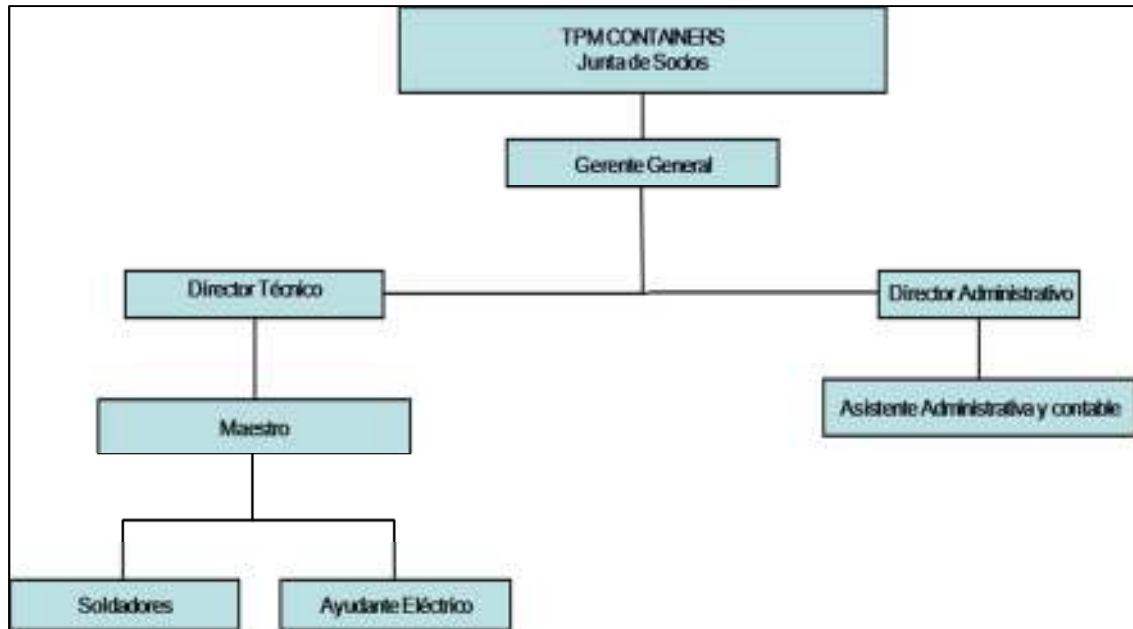 TPM CONTAINERS
Junta de Socios
Gerente General
Director Técnico
Director Administrativo
Asistente Administrativa y contable
Maestro
Soldadores
Ayudante Eléctrico